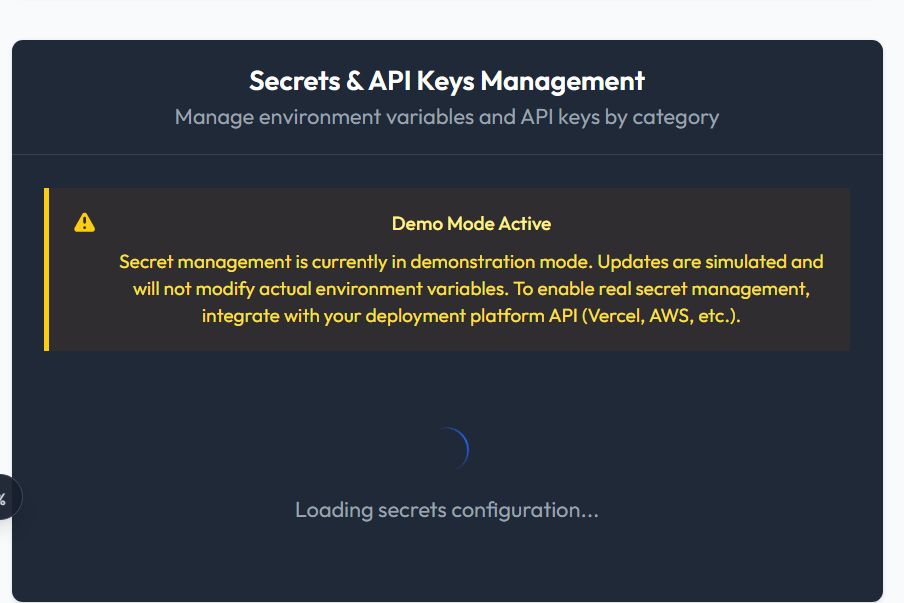 Secrets & API Keys Management
Manage environment variables and API keys by category
Demo Mode Active
Secret management is currently in demonstration mode. Updates are simulated and
will not modify actual environment variables. To enable real secret management,
integrate with your deployment platform API (Vercel, AWS, etc.).
%
Loading secrets configuration...